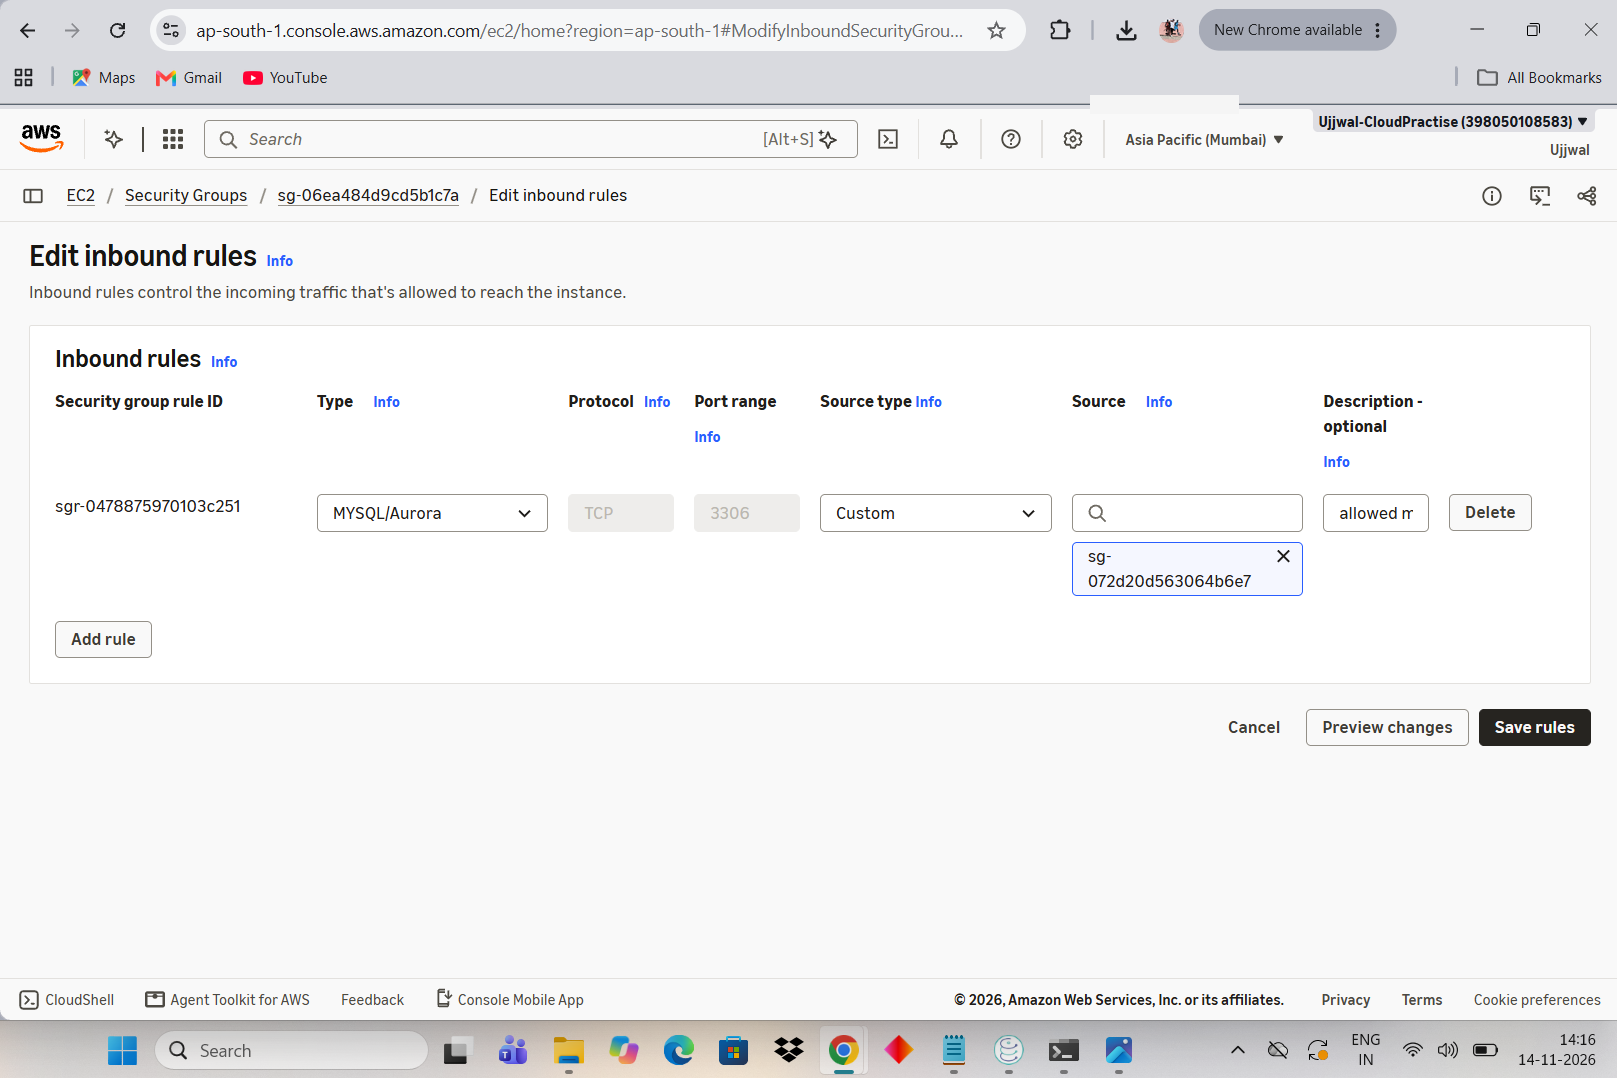 ap-south-1.console.aws.amazon.com/ec2/home?region=ap-south-1#ModifyInboundSecurityGrou...
New Chrome available
Maps
Gmail
YouTube
All Bookmarks
aws
Search
[Alt+S]
Asia Pacific (Mumbai)
Ujjwal-CloudPractise (398050108583)
Ujjwal
EC2 / Security Groups / sg-06ea484d9cd5b1c7a / Edit inbound rules
Edit inbound rules Info
Inbound rules control the incoming traffic that's allowed to reach the instance.
Inbound rules Info
Security group rule ID
Type Info
Protocol Info
Port range
Info
Source type Info
Source Info
Description -
optional
Info
sgr-0478875970103c251
MYSQL/Aurora
TCP
3306
Custom
allowed m
Delete
sg-
072d20d563064b6e7
Add rule
Cancel
Preview changes
Save rules
CloudShell
Agent Toolkit for AWS
Feedback
Console Mobile App
© 2026, Amazon Web Services, Inc. or its affiliates.
Privacy
Terms
Cookie preferences
Search
ENG
IN
14:16
14-11-2026